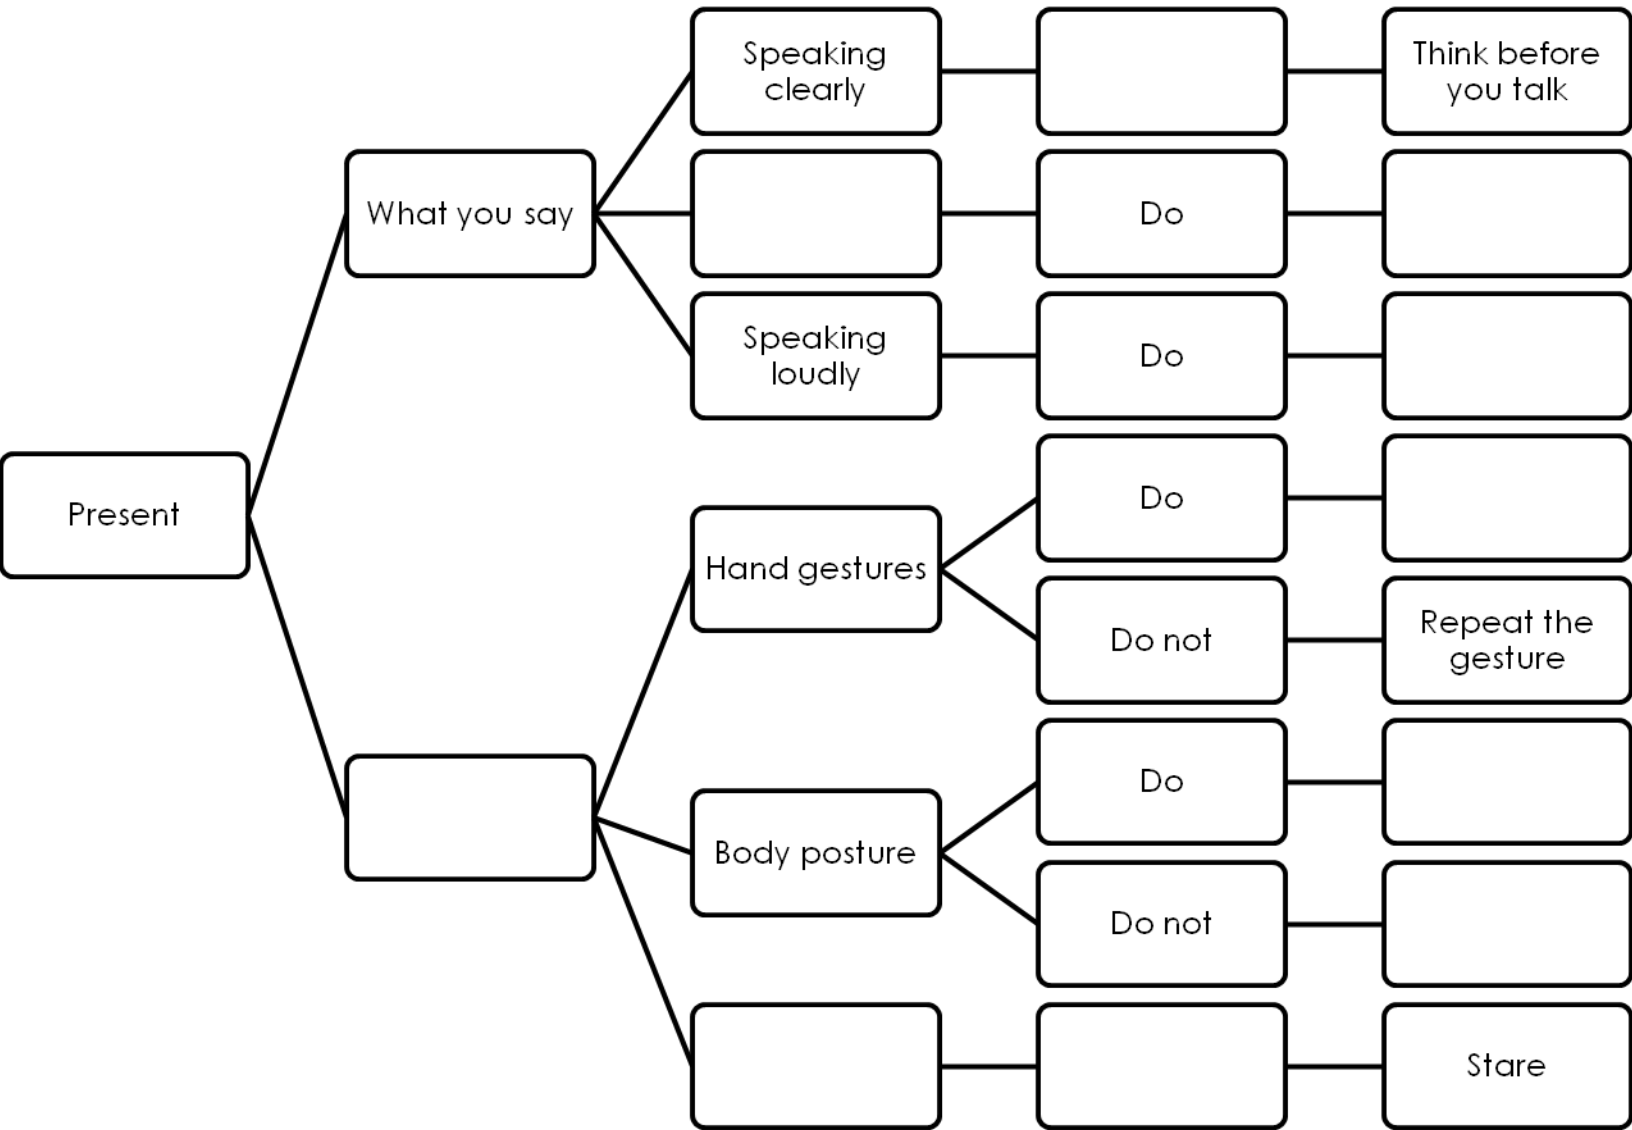 Speaking
clearly
Think before
you talk
What you say
Do
Speaking
loudly
Do
Present
Hand gestures
Do
Do not
Repeat the
gesture
Body posture
Do
Do not
Stare